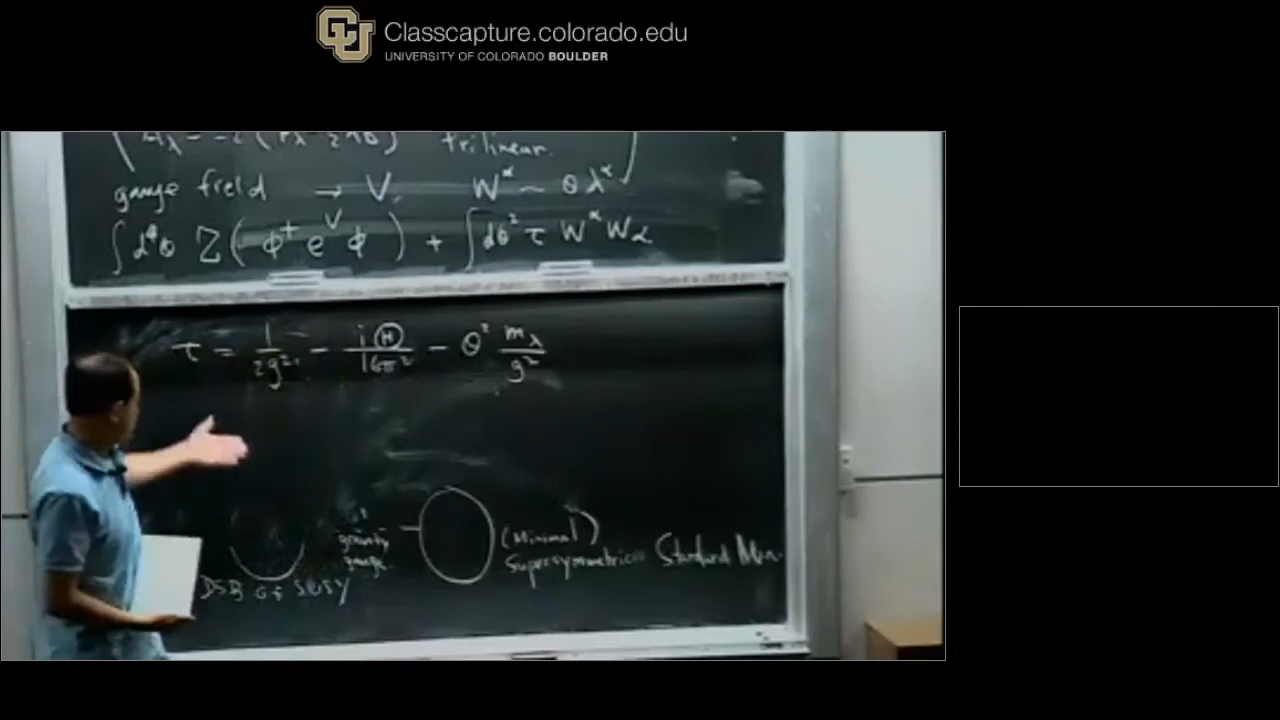 Classcapture.colorado.edu
UNIVERSITY OF COLORADO BOULDER
trilinear.
gauge field → V, W^α ~ θλ^α
∫d⁴θ Z(φ† e^V φ) + ∫dθ² τ W^α W_α
τ = 1/2g² - iΘ/16π² - θ² m_λ/g²
gravity (Minimal)
gauge. Supersymmetric Standard
DSB of SUSY